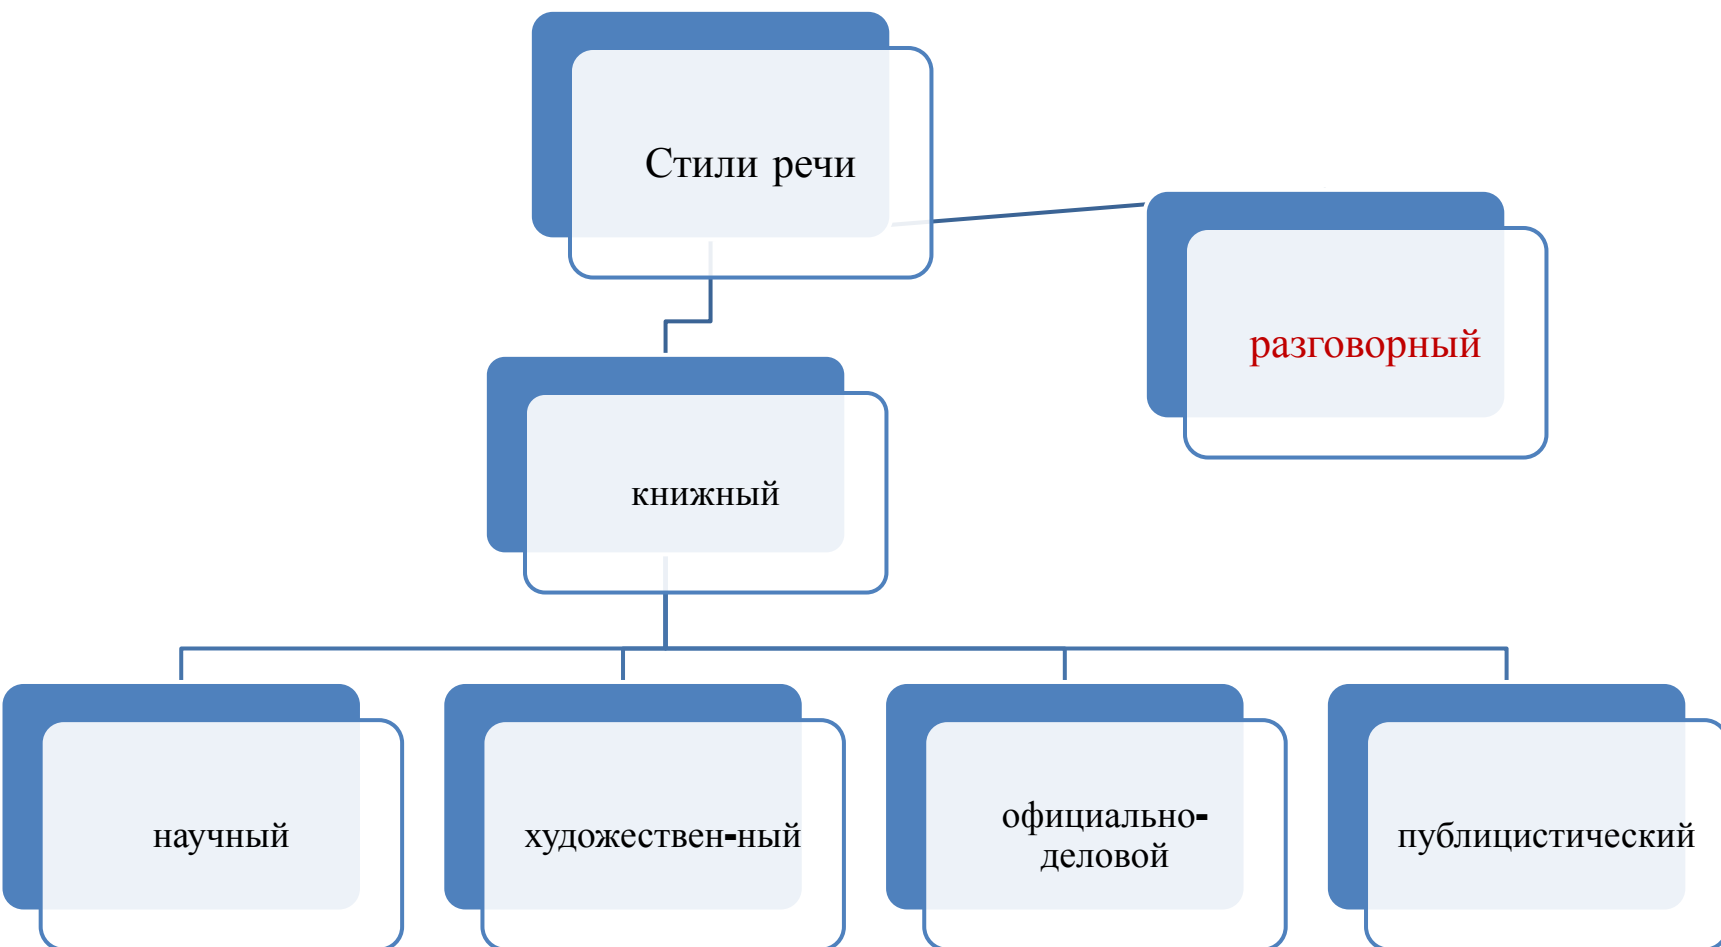 Стили речи
разговорный
книжный
научный
художествен-ный
официально-
деловой
публицистический